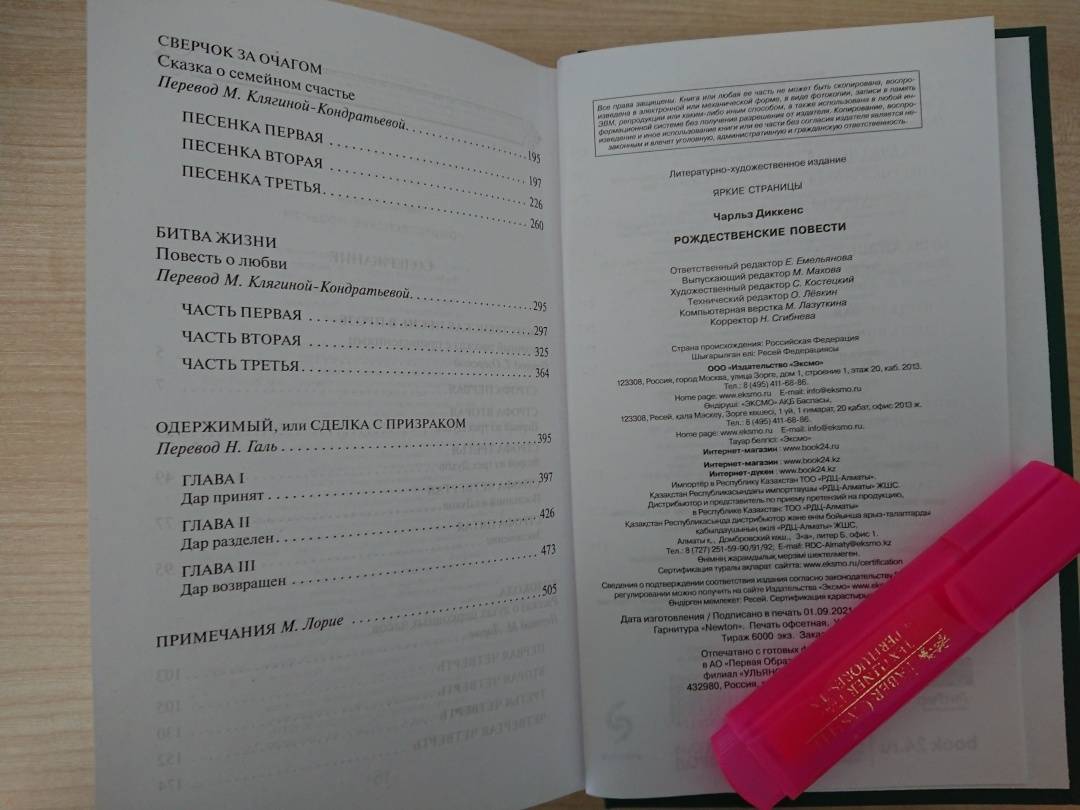 СВЕРЧОК ЗА ОЧАГОМ
Сказка о семейном счастье
Перевод М. Клягиной-Кондратьевой. 195
ПЕСЕНКА ПЕРВАЯ 197
ПЕСЕНКА ВТОРАЯ 226
ПЕСЕНКА ТРЕТЬЯ 260
БИТВА ЖИЗНИ
Повесть о любви
Перевод М. Клягиной-Кондратьевой. 295
ЧАСТЬ ПЕРВАЯ 297
ЧАСТЬ ВТОРАЯ 325
ЧАСТЬ ТРЕТЬЯ 364
ОДЕРЖИМЫЙ, или СДЕЛКА С ПРИЗРАКОМ
Перевод Н. Галь 395
ГЛАВА I
Дар принят 397
ГЛАВА II
Дар разделен 426
ГЛАВА III
Дар возвращен 473
ПРИМЕЧАНИЯ М. Лорие 505
Все права защищены. Книга или любая ее часть не может быть скопирована, воспро-
изведена в электронной или механической форме, в виде фотокопии, записи в память
ЭВМ, репродукции или каким-либо иным способом, а также использована в любой ин-
формационной системе без получения разрешения от издателя. Копирование, воспро-
изведение и иное использование книги или ее части без согласия издателя является не-
законным и влечет уголовную, административную и гражданскую ответственность.
Литературно-художественное издание
ЯРКИЕ СТРАНИЦЫ
Чарльз Диккенс
РОЖДЕСТВЕНСКИЕ ПОВЕСТИ
Ответственный редактор Е. Емельянова
Выпускающий редактор М. Махова
Художественный редактор С. Костецкий
Технический редактор О. Лёвкин
Компьютерная верстка М. Лазуткина
Корректор Н. Сгибнева
Страна происхождения: Российская Федерация
Шығарылған елі: Ресей Федерациясы
ООО «Издательство «Эксмо»
123308, Россия, город Москва, улица Зорге, дом 1, строение 1, этаж 20, каб. 2013.
Тел.: 8 (495) 411-68-86.
Home page: www.eksmo.ru E-mail: info@eksmo.ru
Өндіруші: «ЭКСМО» АҚБ Баспасы,
123308, Ресей, қала Мәскеу, Зорге көшесі, 1 үй, 1 ғимарат, 20 қабат, офис 2013 ж.
Тел.: 8 (495) 411-68-86.
Home page: www.eksmo.ru E-mail: info@eksmo.ru.
Тауар белгісі: «Эксмо»
Интернет-магазин : www.book24.ru
Интернет-магазин : www.book24.kz
Интернет-дүкен : www.book24.kz
Импортёр в Республику Казахстан ТОО «РДЦ-Алматы».
Қазақстан Республикасындағы импорттаушы «РДЦ-Алматы» ЖШС.
Дистрибьютор и представитель по приему претензий на продукцию,
в Республике Казахстан: ТОО «РДЦ-Алматы»
Қазақстан Республикасында дистрибьютор және өнім бойынша арыз-талаптарды
қабылдаушының өкілі «РДЦ-Алматы» ЖШС,
Алматы қ., Домбровский көш., 3«а», литер Б, офис 1.
Тел.: 8 (727) 251-59-90/91/92; E-mail: RDC-Almaty@eksmo.kz
Өнімнің жарамдылық мерзімі шектелмеген.
Сертификация туралы ақпарат сайтта: www.eksmo.ru/certification
Сведения о подтверждении соответствия издания согласно законодательству
регулировании можно получить на сайте Издательства «Эксмо»
Өндірген мемлекет: Ресей. Сертификация
Дата изготовления / Подписано в печать 01.09.2021
Гарнитура «Newton». Печать офсетная.
Тираж 6000 экз.
Отпечатано с готовых
в АО «Первая
филиал
432980, Россия,
FABER-CASTELL
TEXTLINER